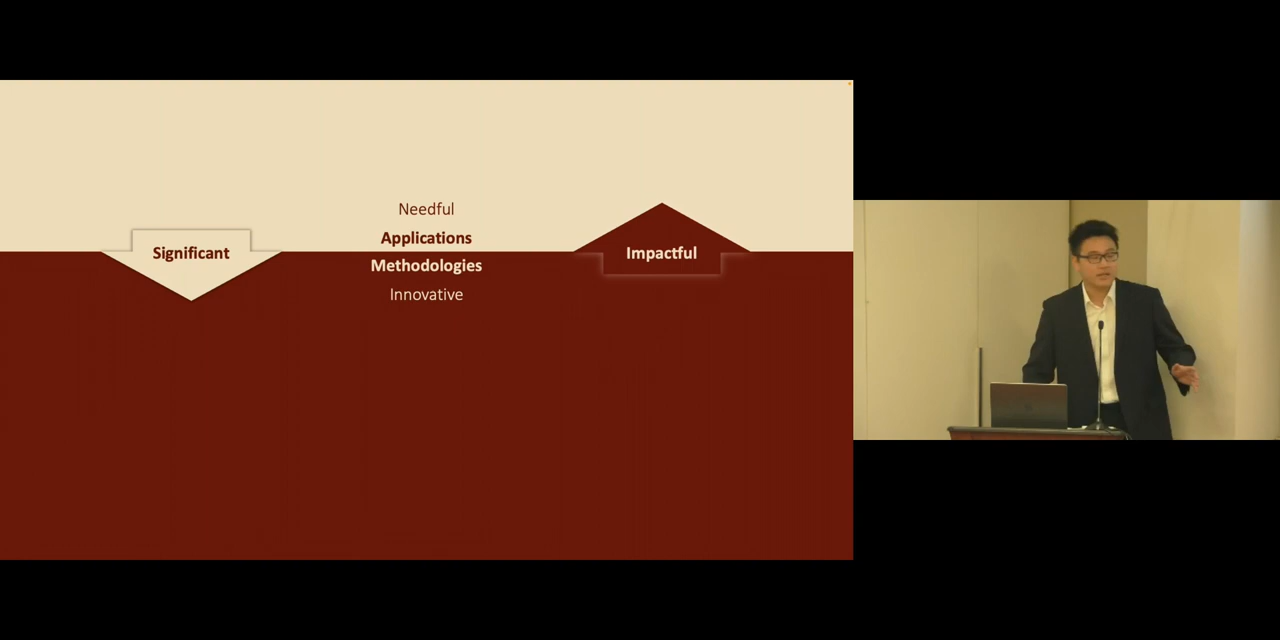 Significant
Needful
Applications
Methodologies
Innovative
Impactful